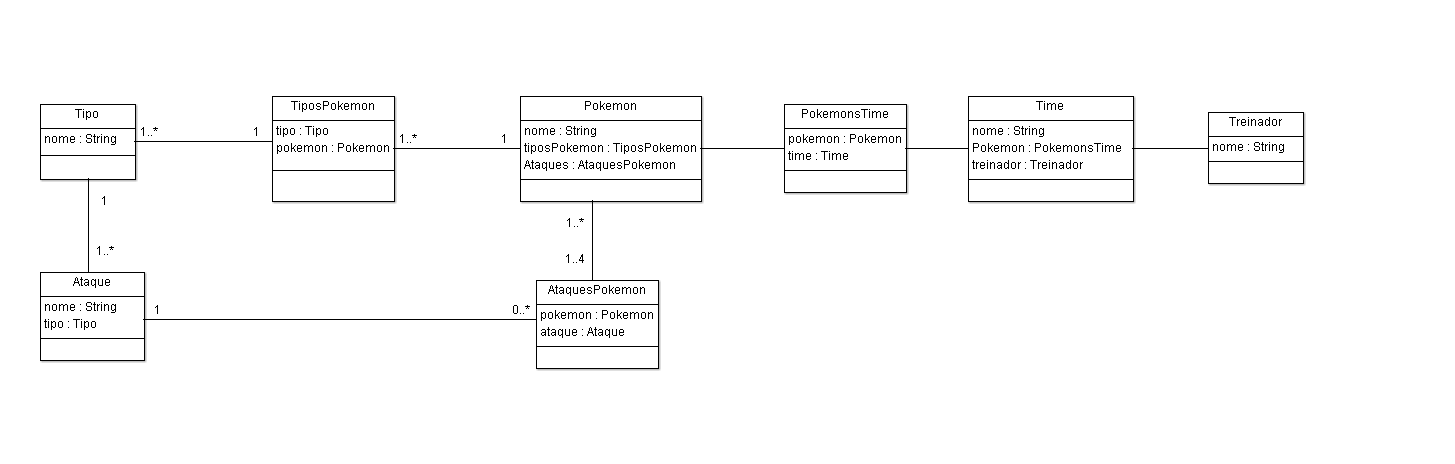 Tipo
nome : String
1..*
1
TiposPokemon
tipo : Tipo
pokemon : Pokemon
1..*
1
Pokemon
nome : String
tiposPokemon : TiposPokemon
Ataques : AtaquesPokemon
PokemonsTime
pokemon : Pokemon
time : Time
Time
nome : String
Pokemon : PokemonsTime
treinador : Treinador
Treinador
nome : String
1
1..*
1..*
1..4
Ataque
nome : String
tipo : Tipo
1
0..*
AtaquesPokemon
pokemon : Pokemon
ataque : Ataque